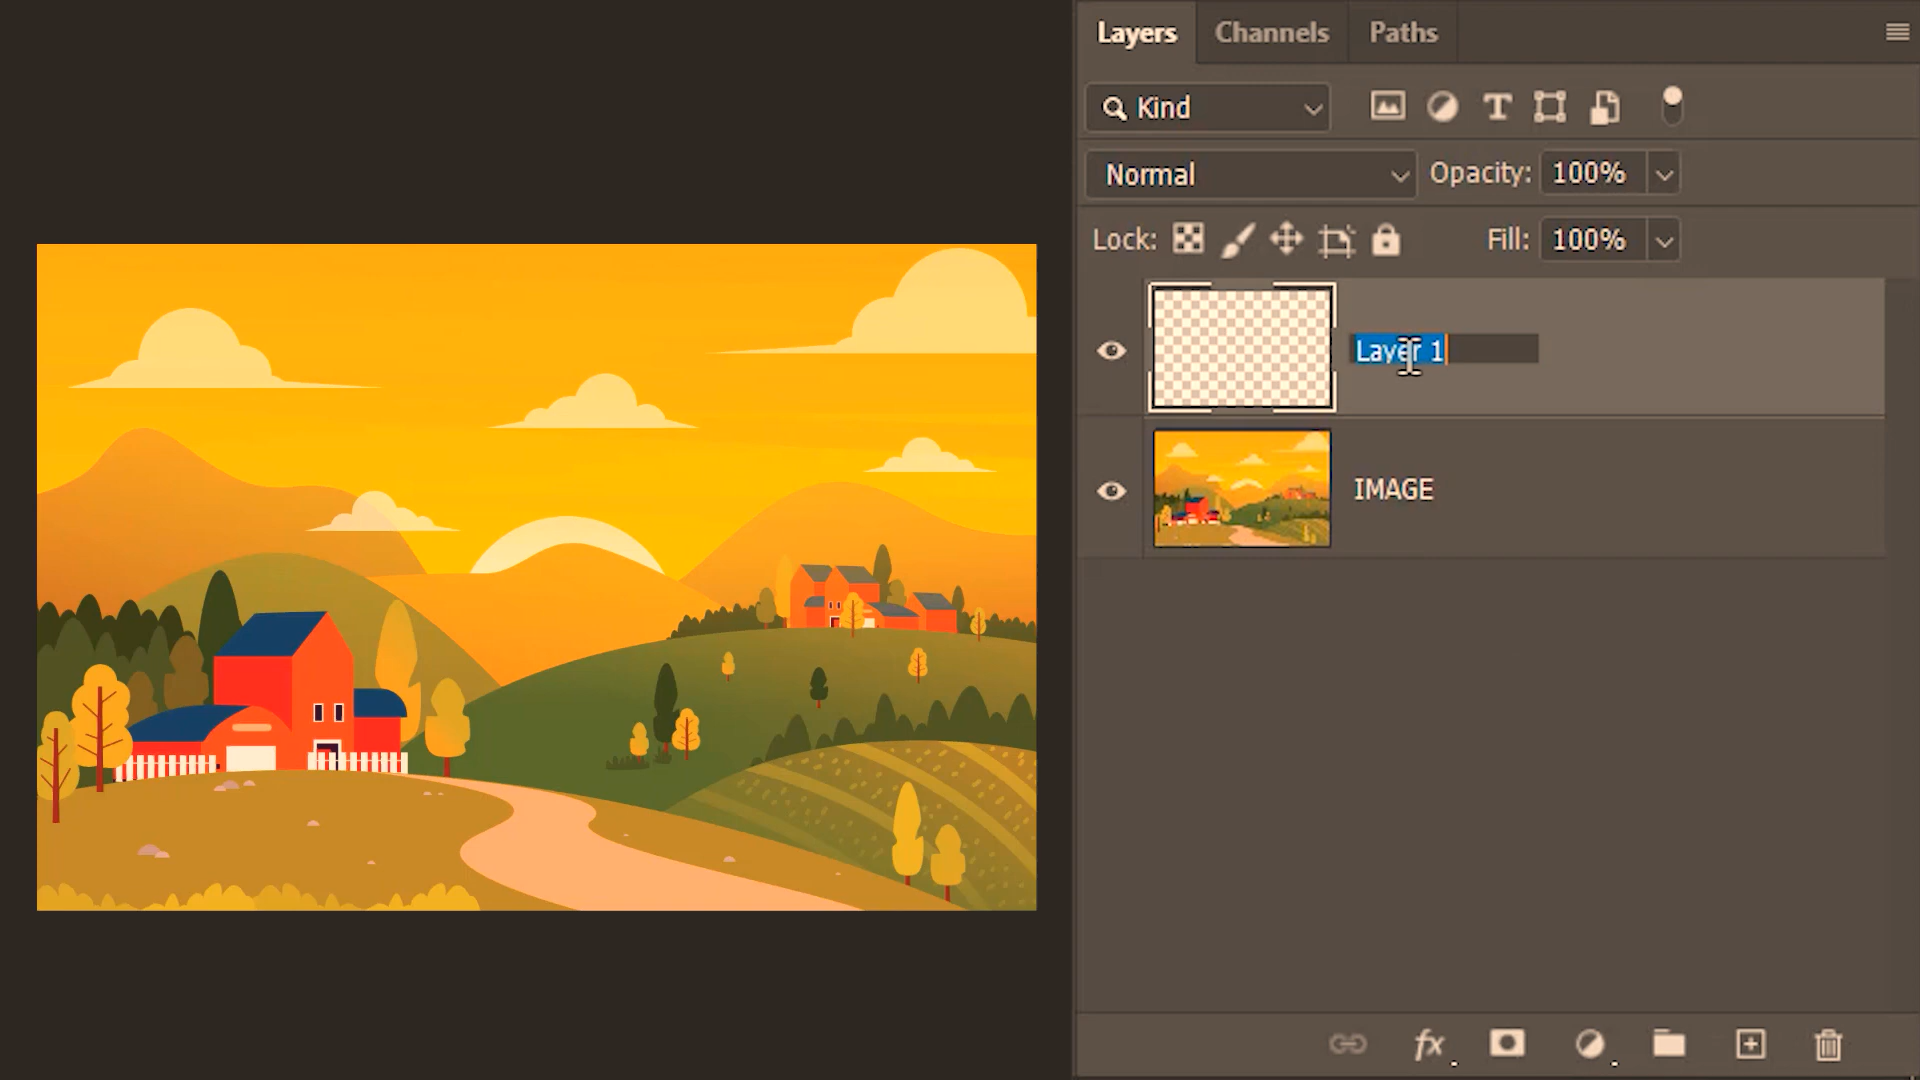 Layers Channels Paths
Kind
Normal Opacity: 100%
Lock: Fill: 100%
Layer 1
IMAGE
fx